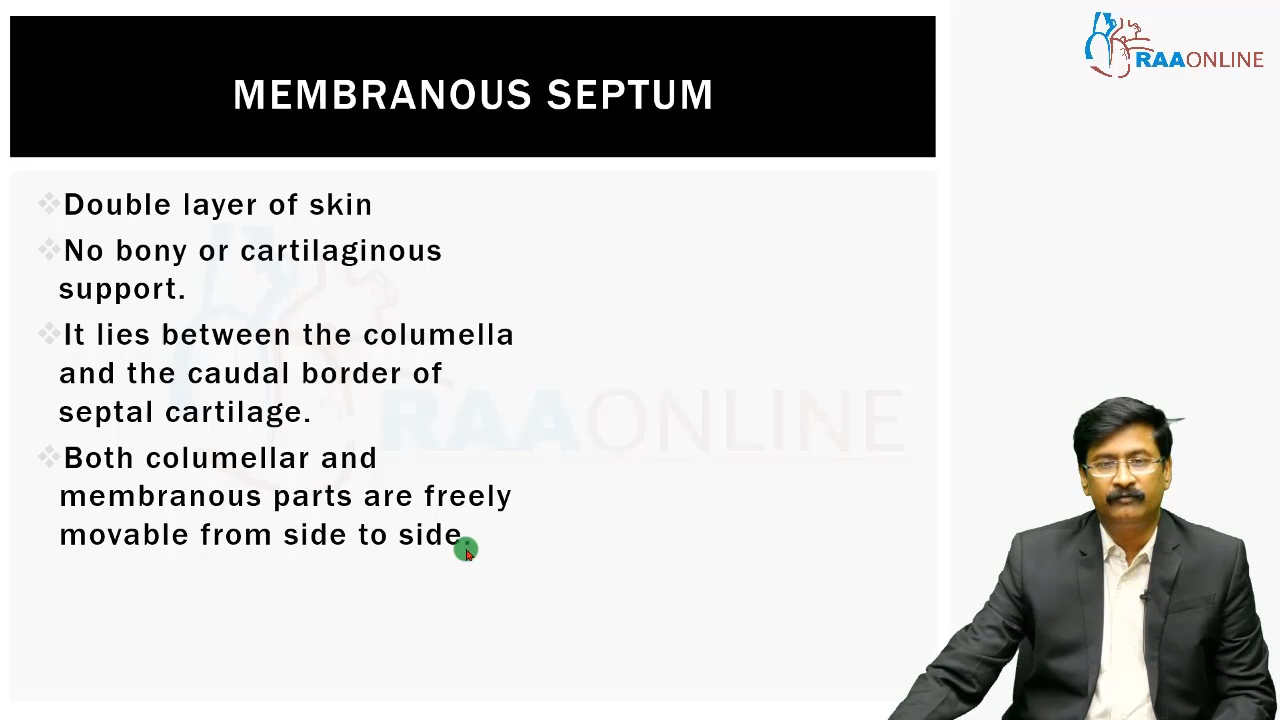 MEMBRANOUS SEPTUM
RAAONLINE
Double layer of skin
No bony or cartilaginous
support.
It lies between the columella
and the caudal border of
septal cartilage.
RAAONLINE
Both columellar and
membranous parts are freely
movable from side to side.